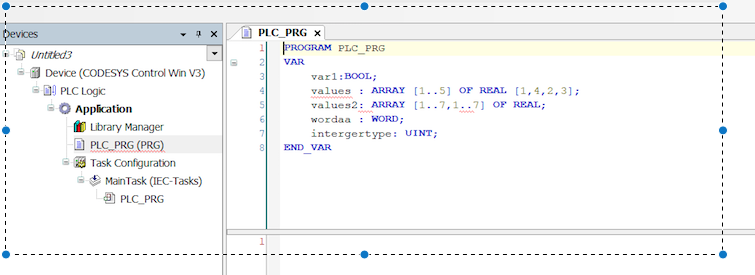 Devices
Untitled3
Device (CODESYS Control Win V3)
PLC Logic
Application
Library Manager
PLC_PRG (PRG)
Task Configuration
MainTask (IEC-Tasks)
PLC_PRG
PLC_PRG
1 PROGRAM PLC_PRG
2 VAR
3 var1:BOOL;
4 values : ARRAY [1..5] OF REAL [1,4,2,3];
5 values2: ARRAY [1..7,1..7] OF REAL;
6 wordaa : WORD;
7 intergertype: UINT;
8 END_VAR
1